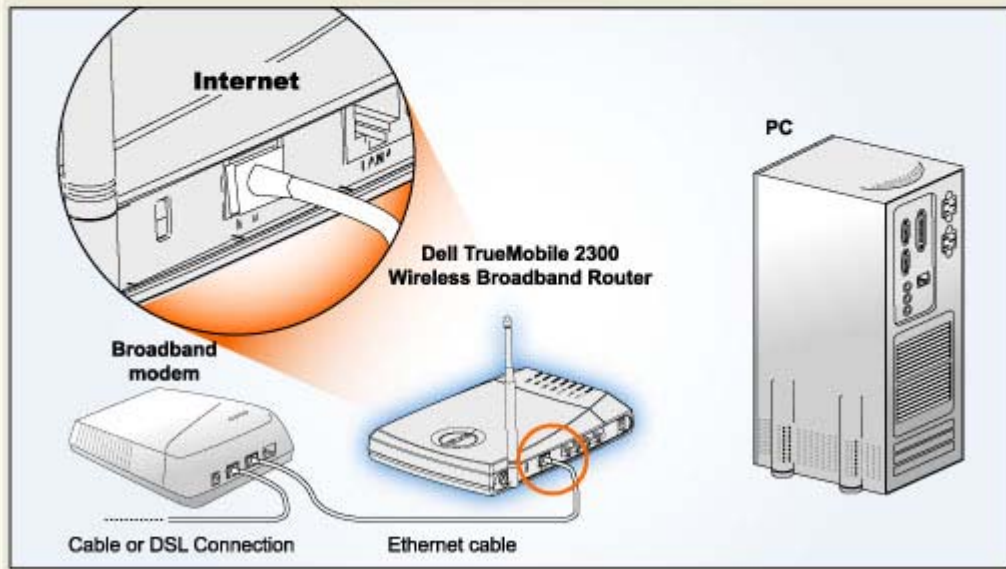 Internet
PC
Dell TrueMobile 2300
Wireless Broadband Router
Broadband
modem
Cable or DSL Connection
Ethernet cable